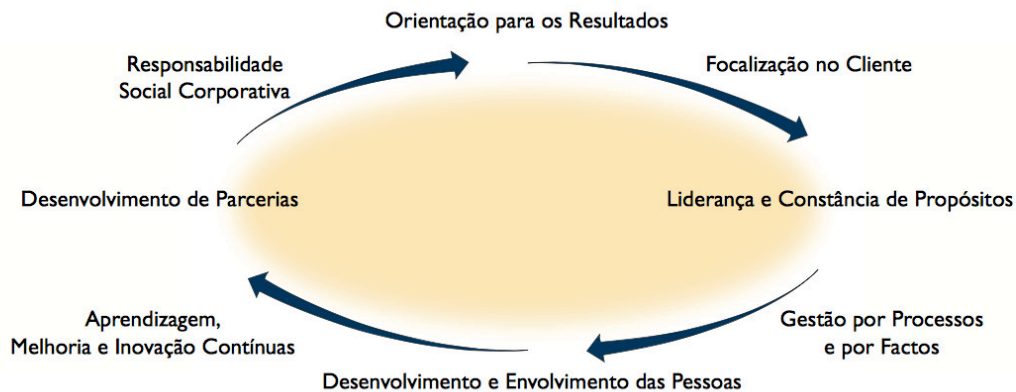 Orientação para os Resultados
Responsabilidade
Social Corporativa
Focalização no Cliente
Desenvolvimento de Parcerias
Liderança e Constância de Propósitos
Aprendizagem,
Melhoria e Inovação Contínuas
Gestão por Processos
e por Factos
Desenvolvimento e Envolvimento das Pessoas